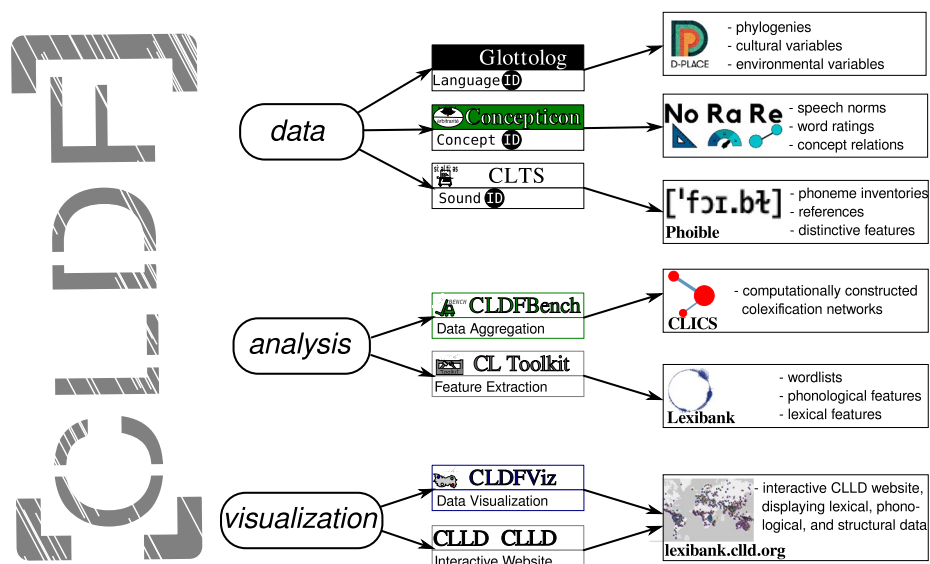 [CLDF]
data
Glottolog
Language ID
Concepticon
Concept ID
CLTS
Sound ID
D-PLACE
- phylogenies
- cultural variables
- environmental variables
NoRaRe
- speech norms
- word ratings
- concept relations
[ˈfɔɪ.bɫ̩]
Phoible
- phoneme inventories
- references
- distinctive features
analysis
BENCH CLDFBench
Data Aggregation
CL Toolkit
Feature Extraction
CLICS
- computationally constructed
colexification networks
Lexibank
- wordlists
- phonological features
- lexical features
visualization
CLDFViz
Data Visualization
CLLD CLLD
Interactive Website
lexibank.clld.org
- interactive CLLD website,
displaying lexical, phono-
logical, and structural data